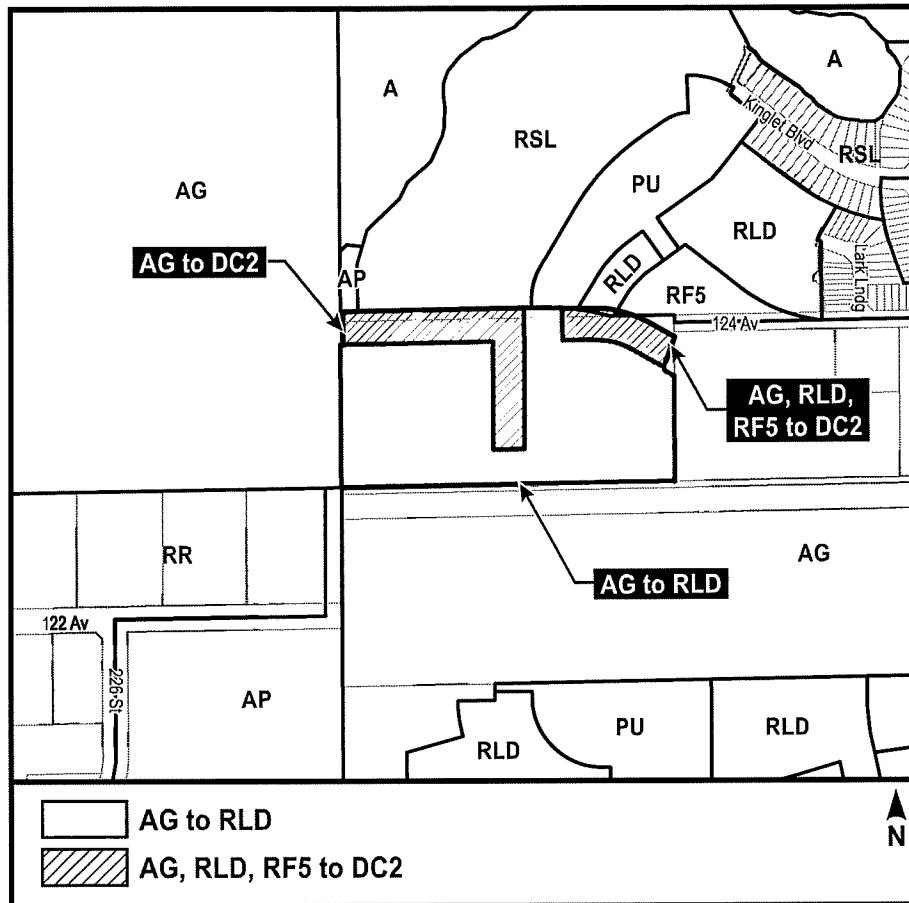 A
A
Kinglet Blvd
RSL
RSL
PU
AG
RLD
Lark Lndg
AG to DC2
AP
RLD
RF5
124 Av
AG, RLD,
RF5 to DC2
RR
AG
AG to RLD
122 Av
226 St
AP
PU
RLD
RLD
AG to RLD
N
AG, RLD, RF5 to DC2